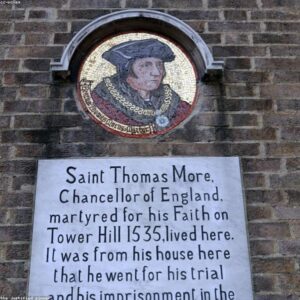 Saint Thomas More,
Chancellor of England,
martyred for his Faith on
Tower Hill 1535, lived here.
It was from his house here
that he went for his trial
and his imprisonment in the